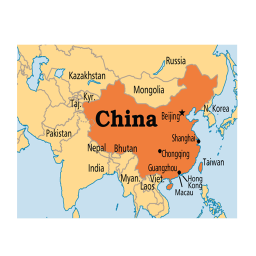 Russia
Kazakhstan
Mongolia
Kyr.
Taj.
N. Korea
China
Beijing
Pakistan
Shanghai
Chongqing
Nepal
Bhutan
Taiwan
India
Guangzhou
Myan.
Viet.
Laos
Hong
Kong
Macau